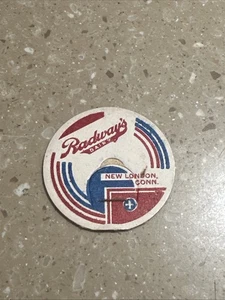 Radway's
DAIRY
NEW LONDON,
CONN.